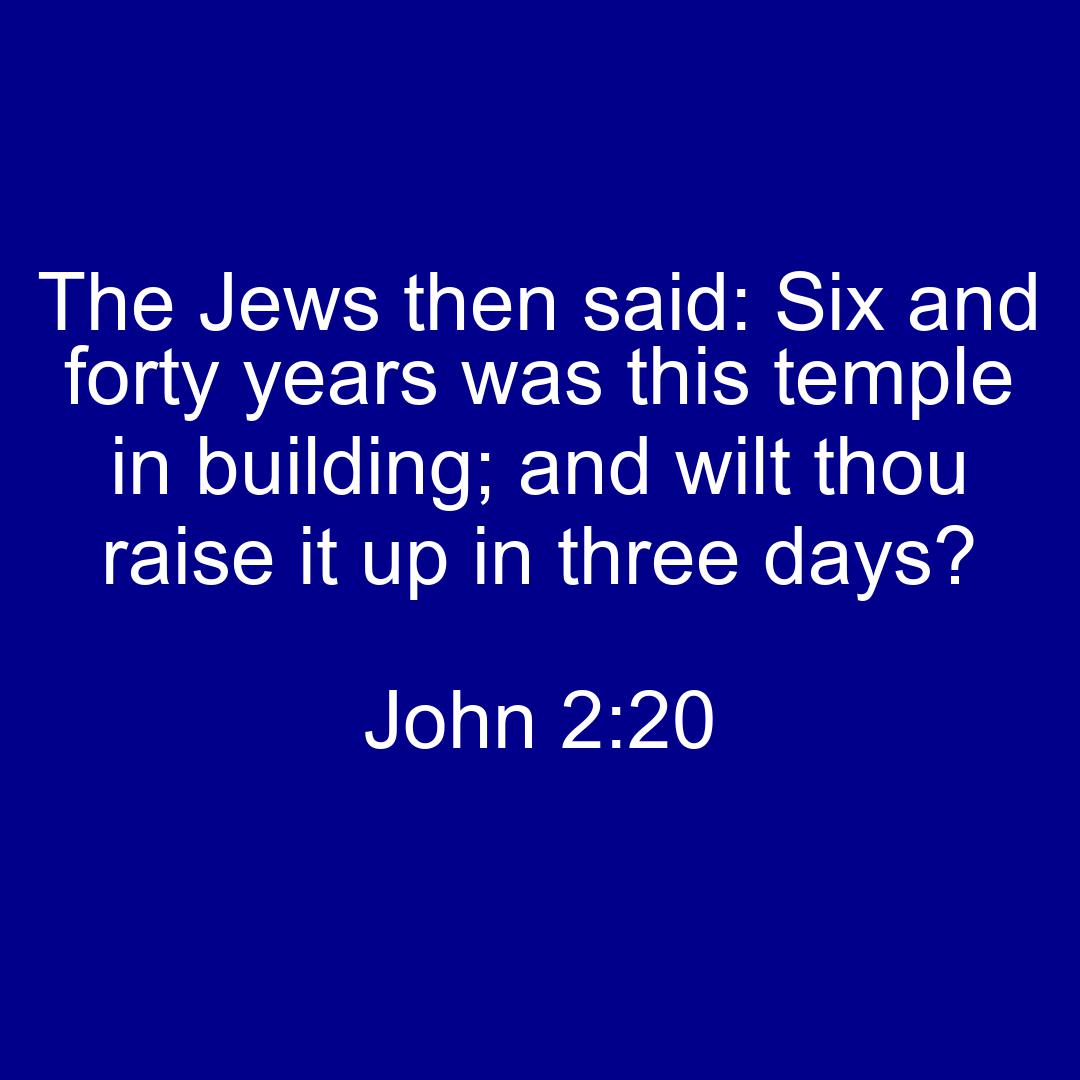 The Jews then said: Six and
forty years was this temple
in building; and wilt thou
raise it up in three days?
John 2:20